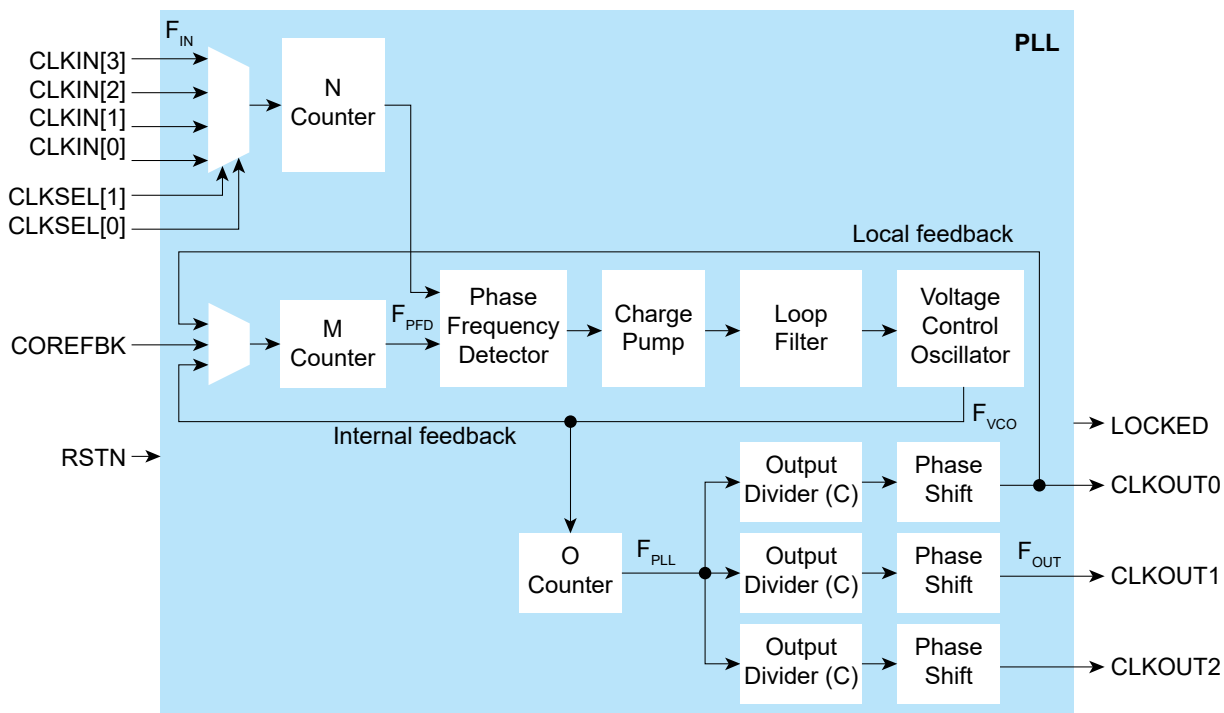 PLL
F_IN
CLKIN[3]
CLKIN[2]
CLKIN[1]
CLKIN[0]
CLKSEL[1]
CLKSEL[0]
N
Counter
Local feedback
COREFBK
M
Counter
F_PFD
Phase
Frequency
Detector
Charge
Pump
Loop
Filter
Voltage
Control
Oscillator
Internal feedback
F_VCO
RSTN
LOCKED
Output
Divider (C)
Phase
Shift
CLKOUT0
O
Counter
F_PLL
Output
Divider (C)
Phase
Shift
F_OUT
CLKOUT1
Output
Divider (C)
Phase
Shift
CLKOUT2